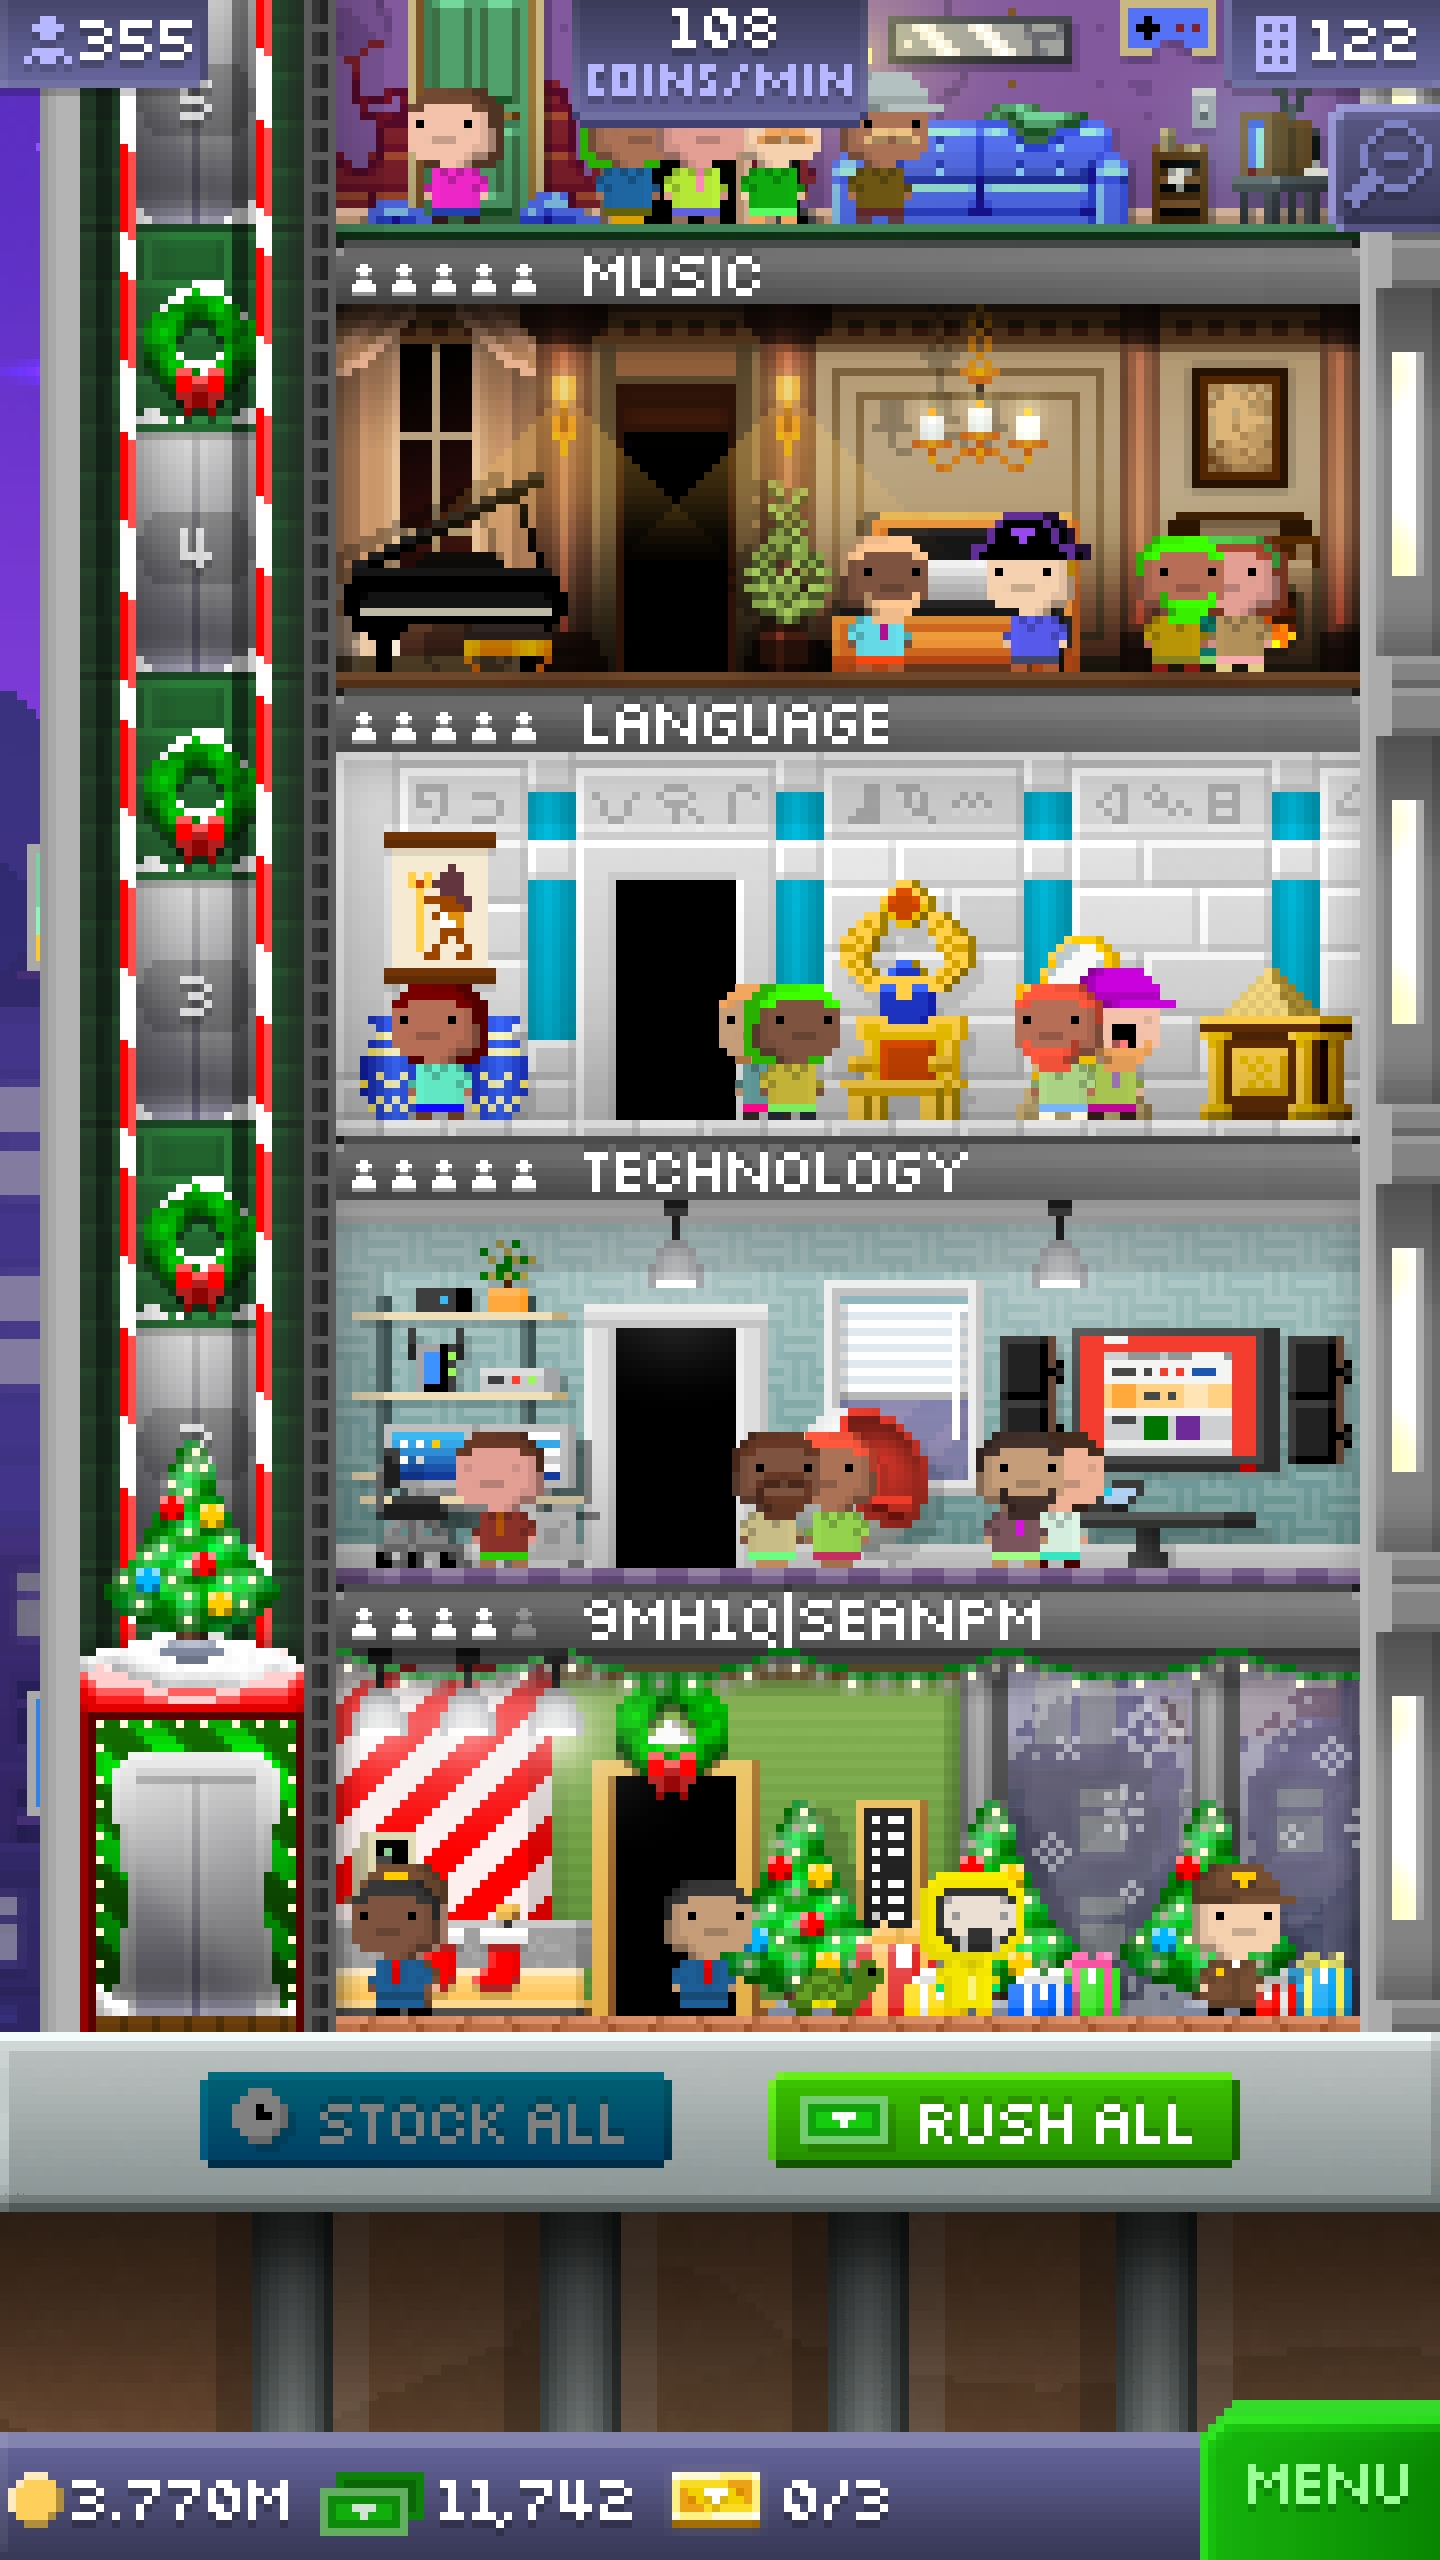 355
108
COINS/MIN
122
5
MUSIC
4
LANGUAGE
3
TECHNOLOGY
2
9MH1Q|SEANPM
STOCK ALL
RUSH ALL
3.770M
11,742
0/3
MENU